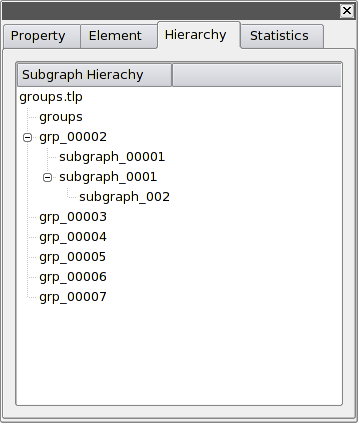 Property Element Hierarchy Statistics
Subgraph Hierachy
groups.tlp
groups
grp_00002
subgraph_00001
subgraph_0001
subgraph_002
grp_00003
grp_00004
grp_00005
grp_00006
grp_00007